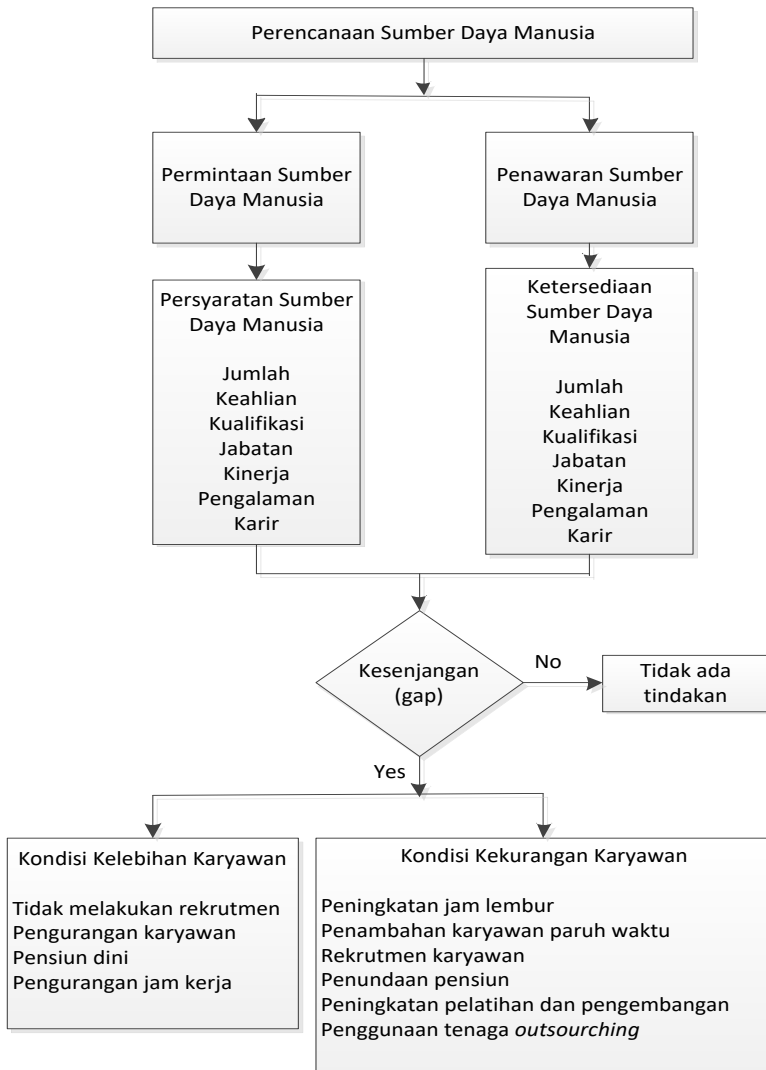 Perencanaan Sumber Daya Manusia
Permintaan Sumber
Daya Manusia
Penawaran Sumber
Daya Manusia
Persyaratan Sumber
Daya Manusia
Jumlah
Keahlian
Kualifikasi
Jabatan
Kinerja
Pengalaman
Karir
Ketersediaan
Sumber Daya
Manusia
Jumlah
Keahlian
Kualifikasi
Jabatan
Kinerja
Pengalaman
Karir
Kesenjangan
(gap)
No
Tidak ada
tindakan
Yes
Kondisi Kelebihan Karyawan
Tidak melakukan rekrutmen
Pengurangan karyawan
Pensiun dini
Pengurangan jam kerja
Kondisi Kekurangan Karyawan
Peningkatan jam lembur
Penambahan karyawan paruh waktu
Rekrutmen karyawan
Penundaan pensiun
Peningkatan pelatihan dan pengembangan
Penggunaan tenaga outsourching